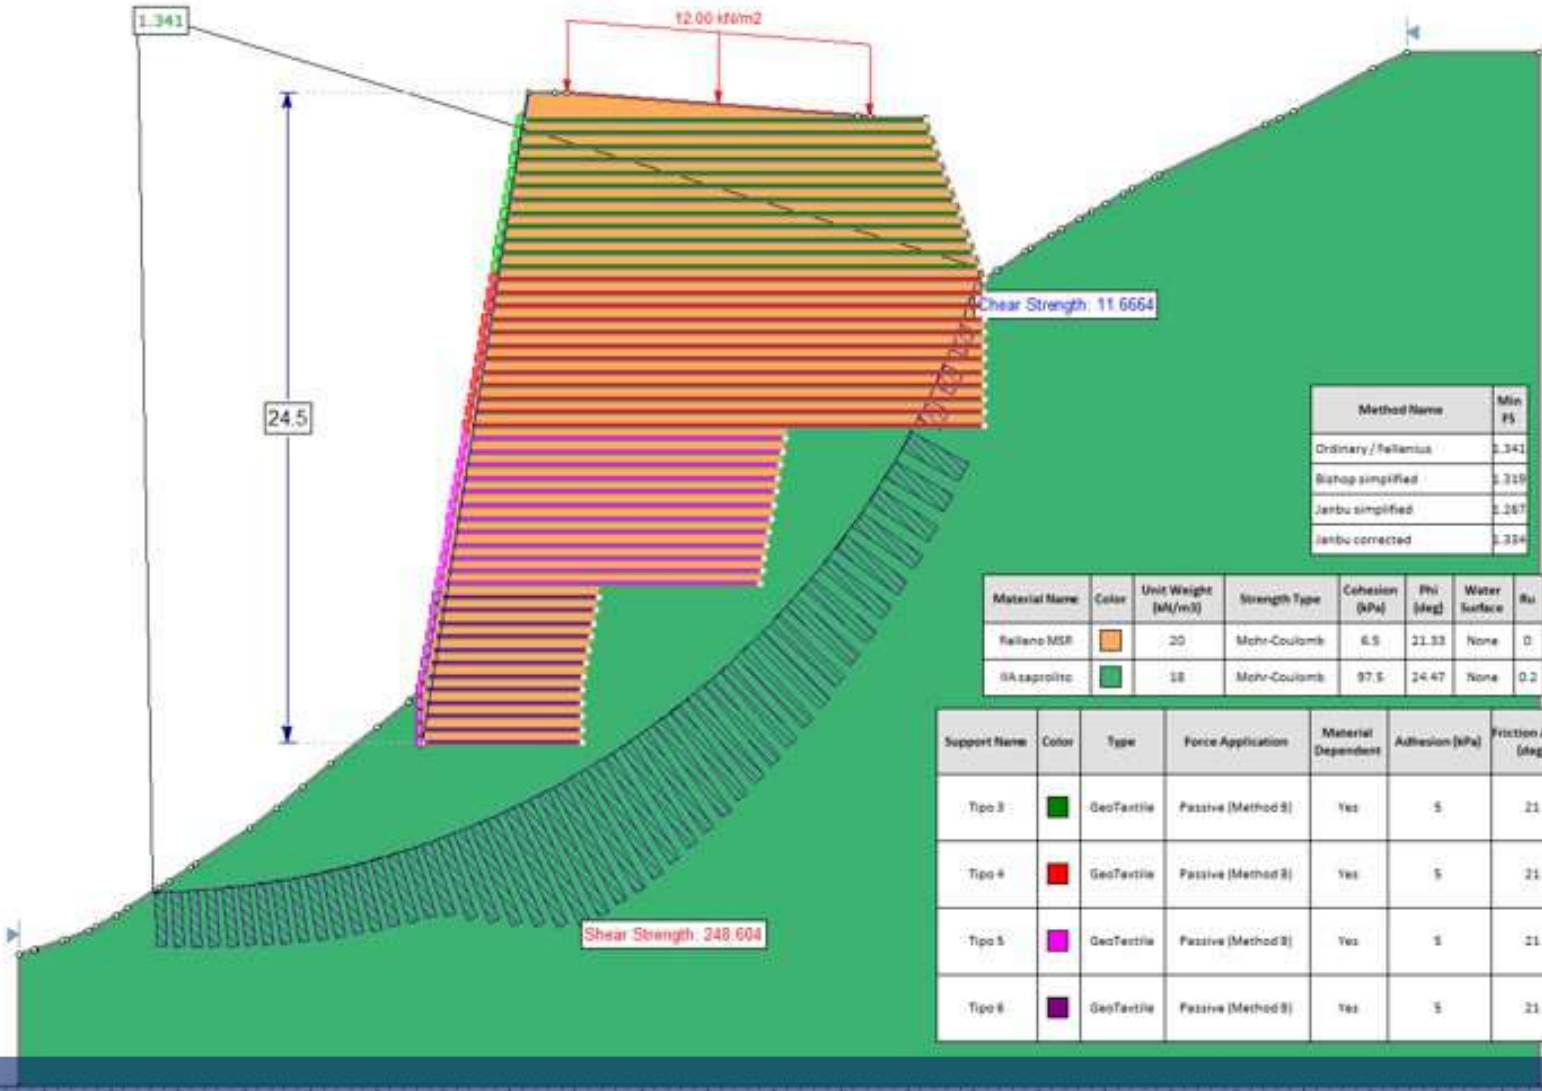 1.341
12.00 kN/m2
24.5
Shear Strength: 11.6664
Method Name Min FS
Ordinary / Fellenius 1.341
Bishop simplified 1.319
Janbu simplified 1.267
Janbu corrected 1.334
Material Name Color Unit Weight (kN/m3) Strength Type Cohesion (kPa) Phi (deg) Water Surface Ru
Relleno MSR 20 Mohr-Coulomb 6.5 21.33 None 0
IIA saprolito 18 Mohr-Coulomb 97.5 24.47 None 0.2
Support Name Color Type Force Application Material Dependent Adhesion (kPa) Friction (deg
Tipo 3 GeoTextile Passive (Method B) Yes 5 21
Tipo 4 GeoTextile Passive (Method B) Yes 5 21
Tipo 5 GeoTextile Passive (Method B) Yes 5 21
Tipo 6 GeoTextile Passive (Method B) Yes 5 21
Shear Strength: 248.604